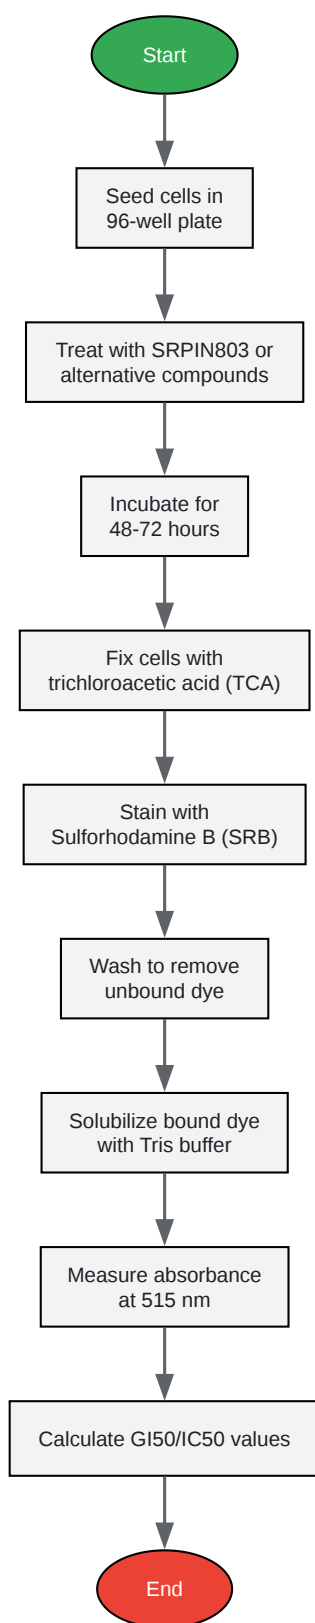 Start
Seed cells in
96-well plate
Treat with SRPIN803 or
alternative compounds
Incubate for
48-72 hours
Fix cells with
trichloroacetic acid (TCA)
Stain with
Sulforhodamine B (SRB)
Wash to remove
unbound dye
Solubilize bound dye
with Tris buffer
Measure absorbance
at 515 nm
Calculate GI50/IC50 values
End